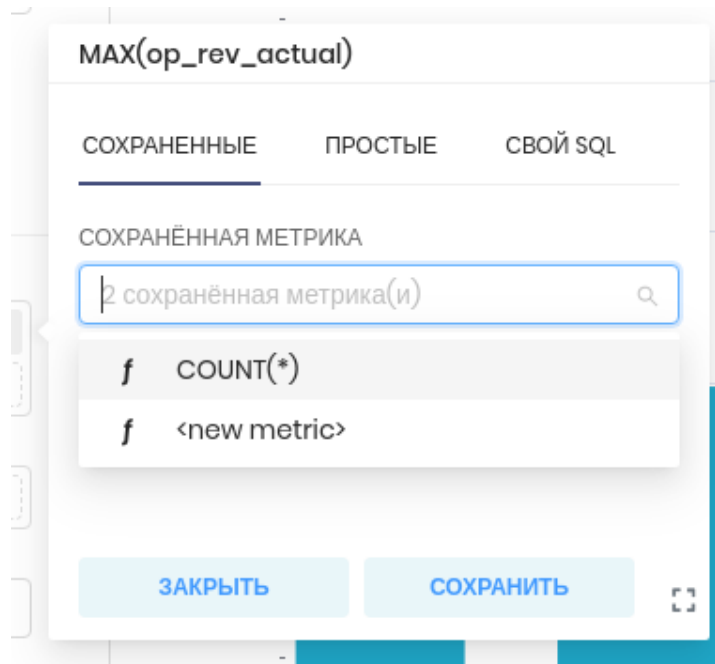 MAX(op_rev_actual)
СОХРАНЕННЫЕ ПРОСТЫЕ СВОЙ SQL
СОХРАНЁННАЯ МЕТРИКА
2 сохранённая метрика(и)
f COUNT(*)
f <new metric>
ЗАКРЫТЬ СОХРАНИТЬ